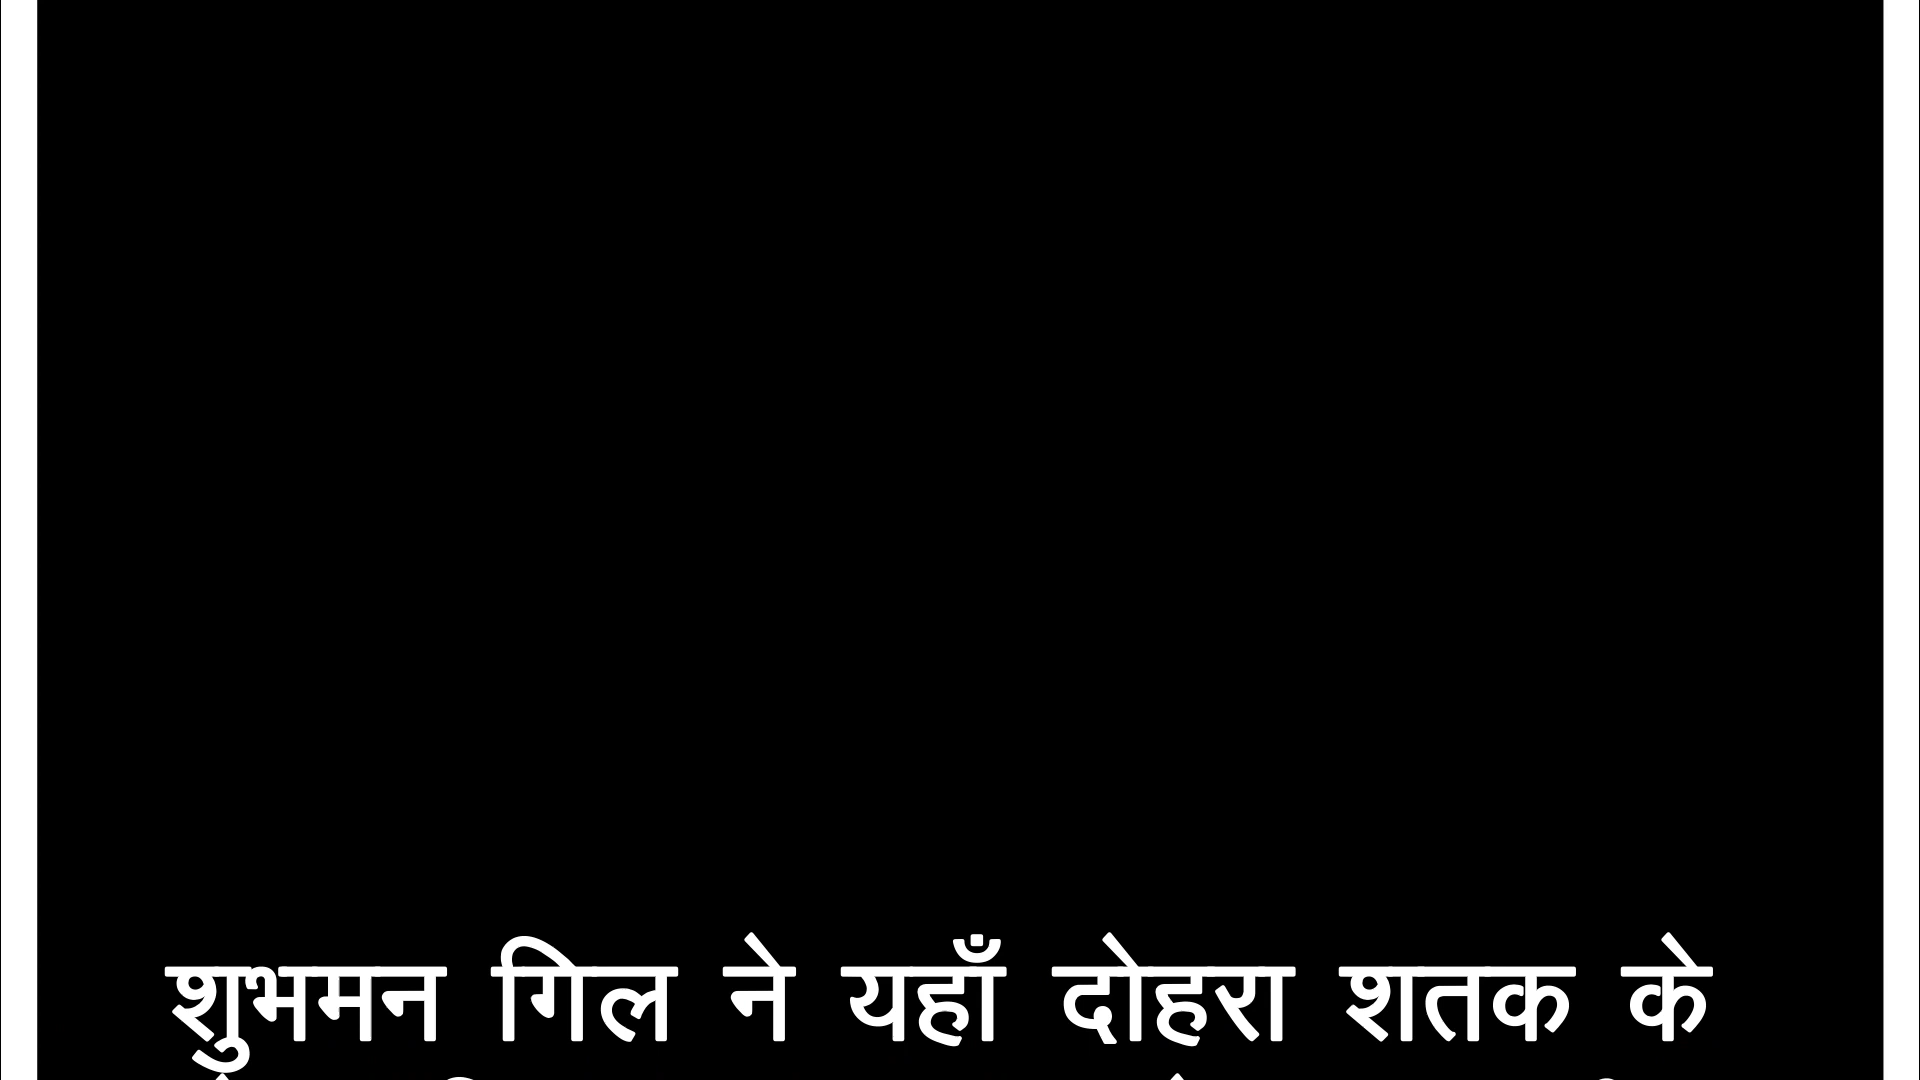 शुभमन गिल ने यहाँ दोहरा शतक के